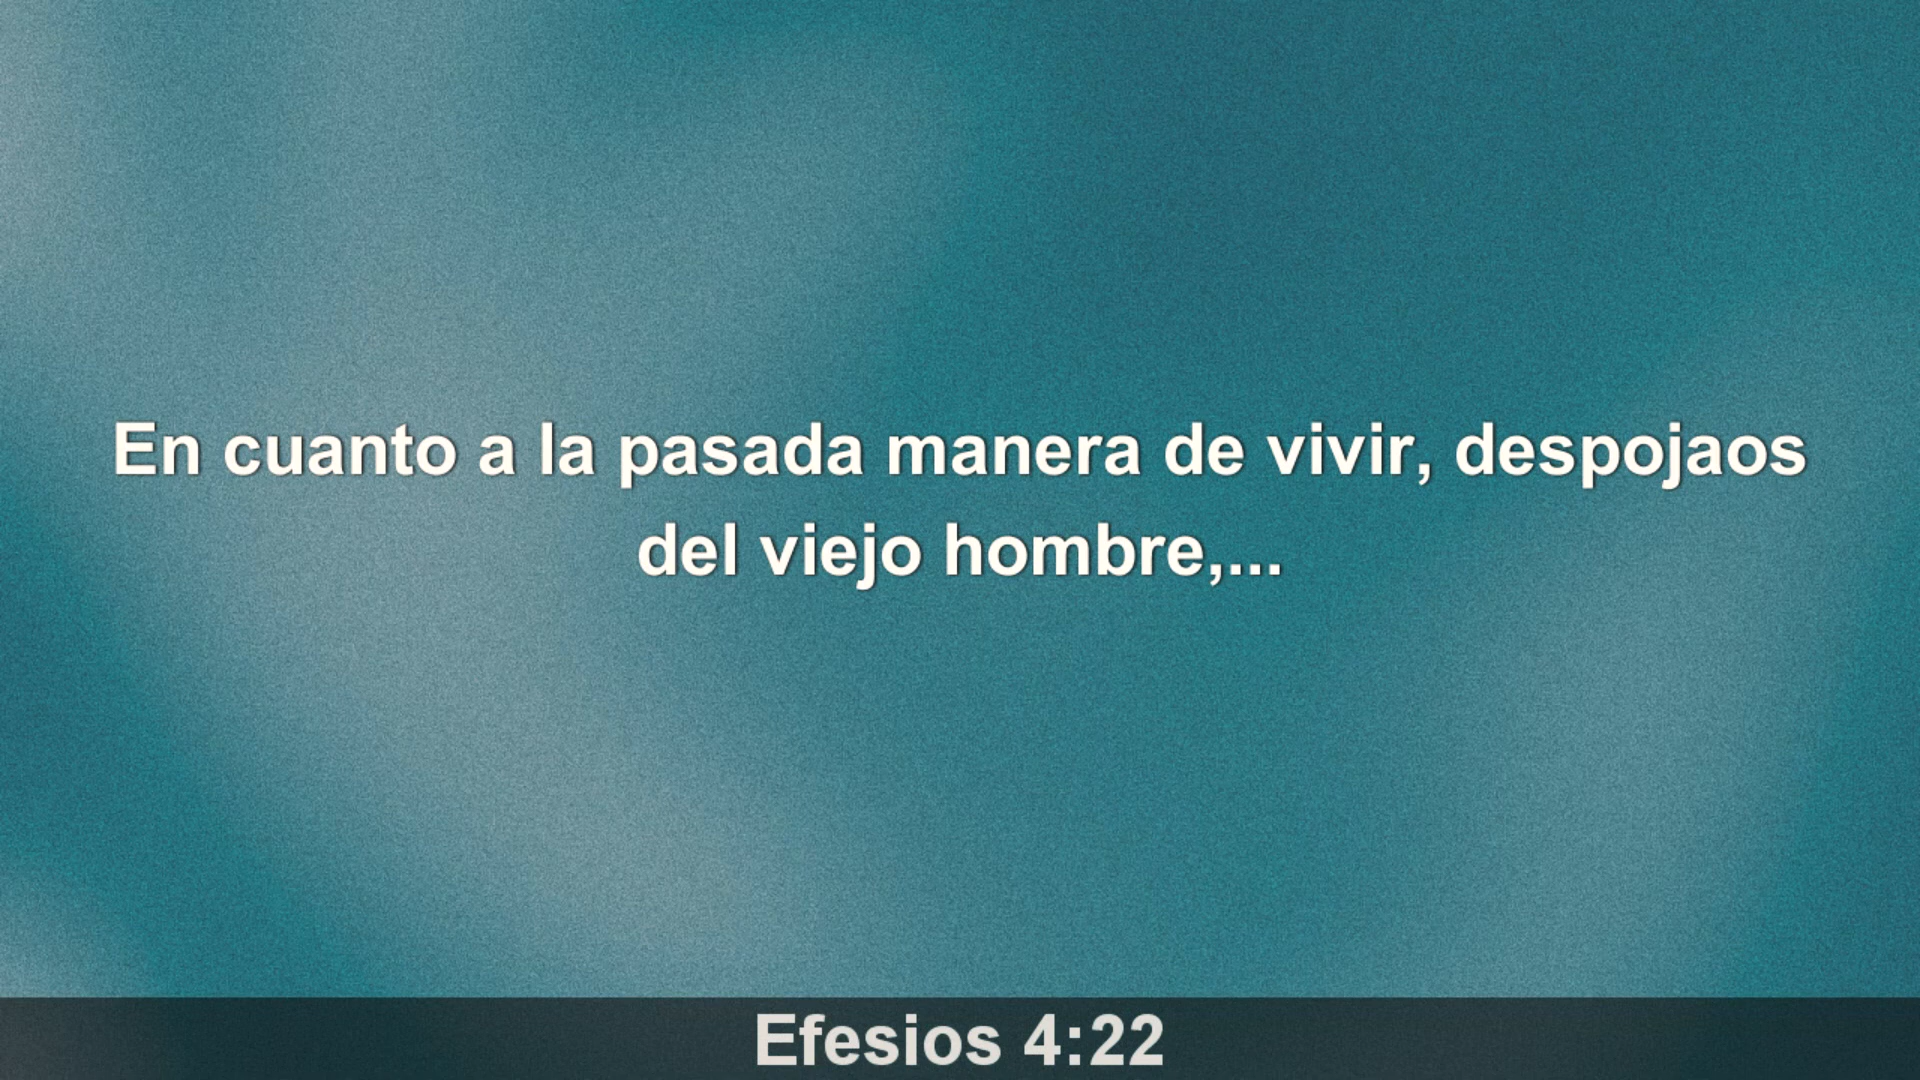 En cuanto a la pasada manera de vivir, despojaos
del viejo hombre,...
Efesios 4:22